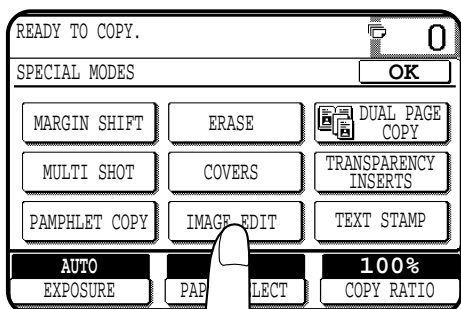 READY TO COPY.
0
SPECIAL MODES
OK
MARGIN SHIFT
ERASE
DUAL PAGE
COPY
MULTI SHOT
COVERS
TRANSPARENCY
INSERTS
PAMPHLET COPY
IMAGE EDIT
TEXT STAMP
AUTO
100%
EXPOSURE
COPY RATIO